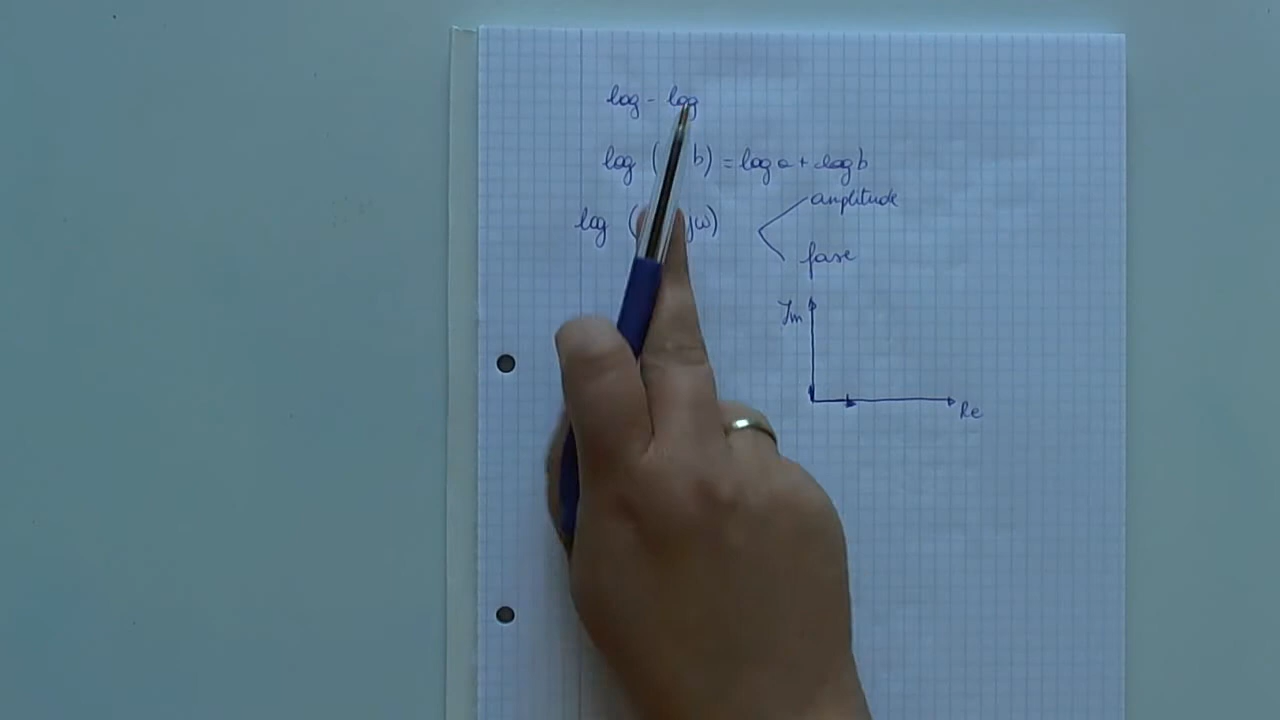 log - log
log ( b) = log a + log b
log ( jω)
amplitude
fase
Im
Re